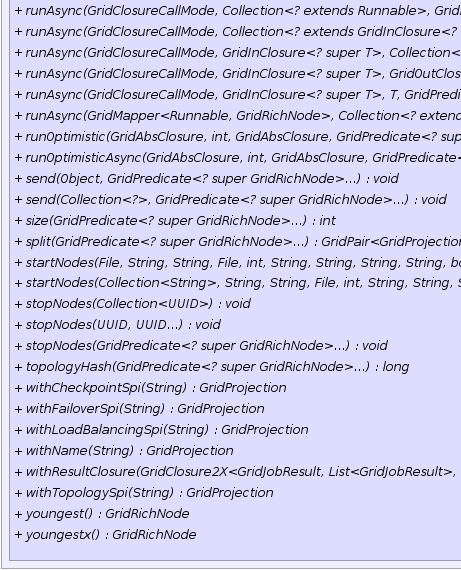 + runAsync(GridClosureCallMode, Collection<? extends Runnable>, Grid
+ runAsync(GridClosureCallMode, Collection<? extends GridInClosure<?
+ runAsync(GridClosureCallMode, GridInClosure<? super T>, Collection<
+ runAsync(GridClosureCallMode, GridInClosure<? super T>, GridOutClos
+ runAsync(GridClosureCallMode, GridInClosure<? super T>, T, GridPredi
+ runAsync(GridMapper<Runnable, GridRichNode>, Collection<? extend
+ runOptimistic(GridAbsClosure, int, GridAbsClosure, GridPredicate<? sup
+ runOptimisticAsync(GridAbsClosure, int, GridAbsClosure, GridPredicate<
+ send(Object, GridPredicate<? super GridRichNode>...) : void
+ send(Collection<?>, GridPredicate<? super GridRichNode>...) : void
+ size(GridPredicate<? super GridRichNode>...) : int
+ split(GridPredicate<? super GridRichNode>...) : GridPair<GridProjection
+ startNodes(File, String, String, File, int, String, String, String, String, bo
+ startNodes(Collection<String>, String, String, File, int, String, String, S
+ stopNodes(Collection<UUID>) : void
+ stopNodes(UUID, UUID...) : void
+ stopNodes(GridPredicate<? super GridRichNode>...) : void
+ topologyHash(GridPredicate<? super GridRichNode>...) : long
+ withCheckpointSpi(String) : GridProjection
+ withFailoverSpi(String) : GridProjection
+ withLoadBalancingSpi(String) : GridProjection
+ withName(String) : GridProjection
+ withResultClosure(GridClosure2X<GridJobResult, List<GridJobResult>,
+ withTopologySpi(String) : GridProjection
+ youngest() : GridRichNode
+ youngestx() : GridRichNode